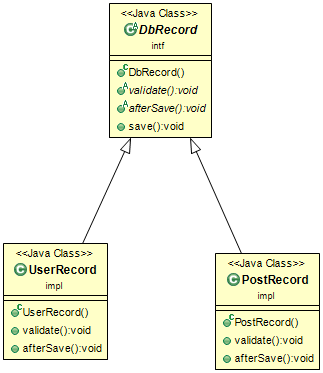 <<Java Class>>
DbRecord
intf
DbRecord()
validate():void
afterSave():void
save():void
<<Java Class>>
UserRecord
impl
UserRecord()
validate():void
afterSave():void
<<Java Class>>
PostRecord
impl
PostRecord()
validate():void
afterSave():void